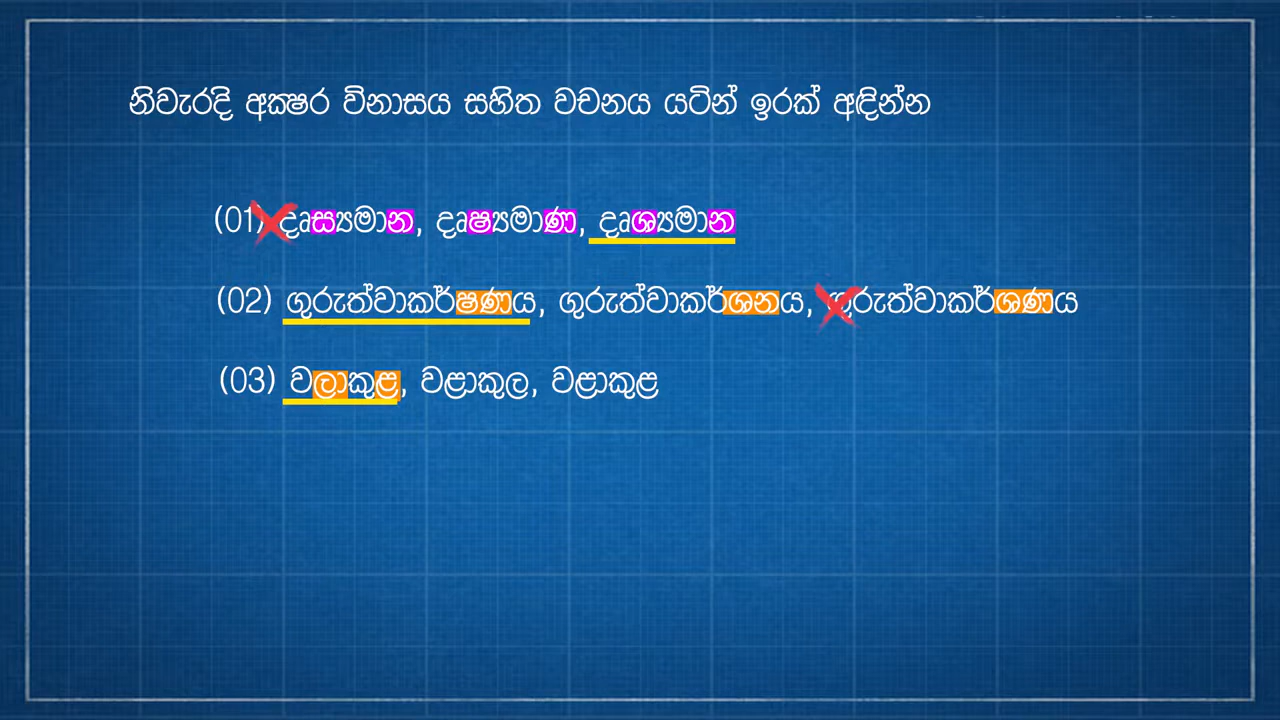 නිවැරදි අක්‍ෂර විනාසය සහිත වචනය යටින් ඉරක් අඳින්න
(01) දෘස්‍යමාන, දෘෂ්‍යමාණ, දෘශ්‍යමාන
(02) ගුරුත්වාකර්ෂණය, ගුරුත්වාකර්ශනය, ගුරුත්වාකර්ශණය
(03) වලාකුළ, වළාකුල, වළාකුළ